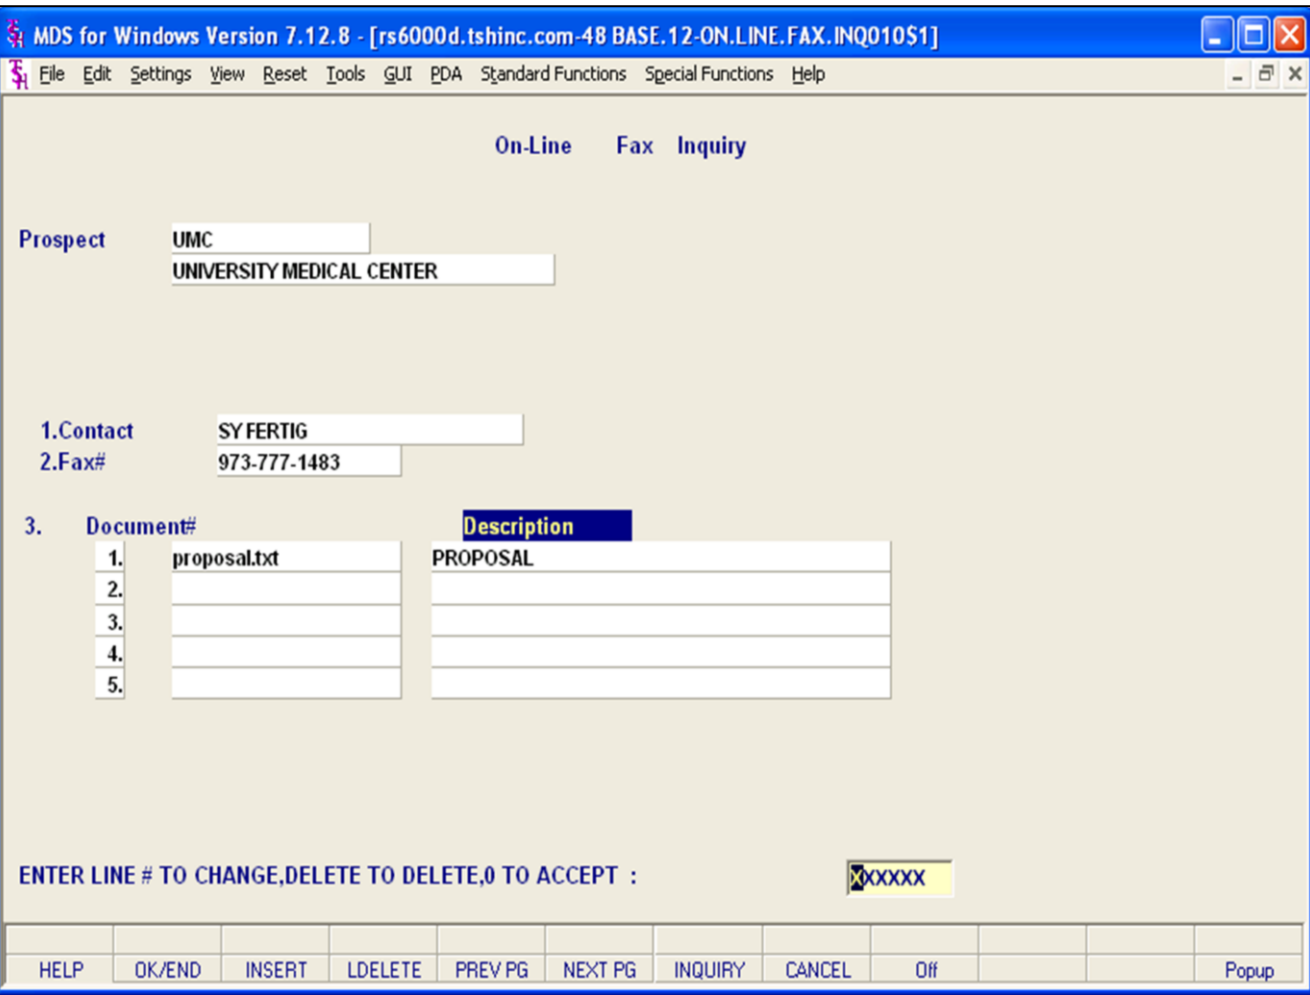 MDS for Windows Version 7.12.8 - [rs6000d.tshinc.com-48 BASE.12-ON.LINE.FAX.INQ010$1]
File Edit Settings View Reset Tools GUI PDA Standard Functions Special Functions Help
On-Line Fax Inquiry
Prospect UMC
UNIVERSITY MEDICAL CENTER
1.Contact SY FERTIG
2.Fax# 973-777-1483
3. Document# Description
1. proposal.txt PROPOSAL
2.
3.
4.
5.
ENTER LINE # TO CHANGE,DELETE TO DELETE,0 TO ACCEPT : XXXXXX
HELP OK/END INSERT LDELETE PREV PG NEXT PG INQUIRY CANCEL Off Popup